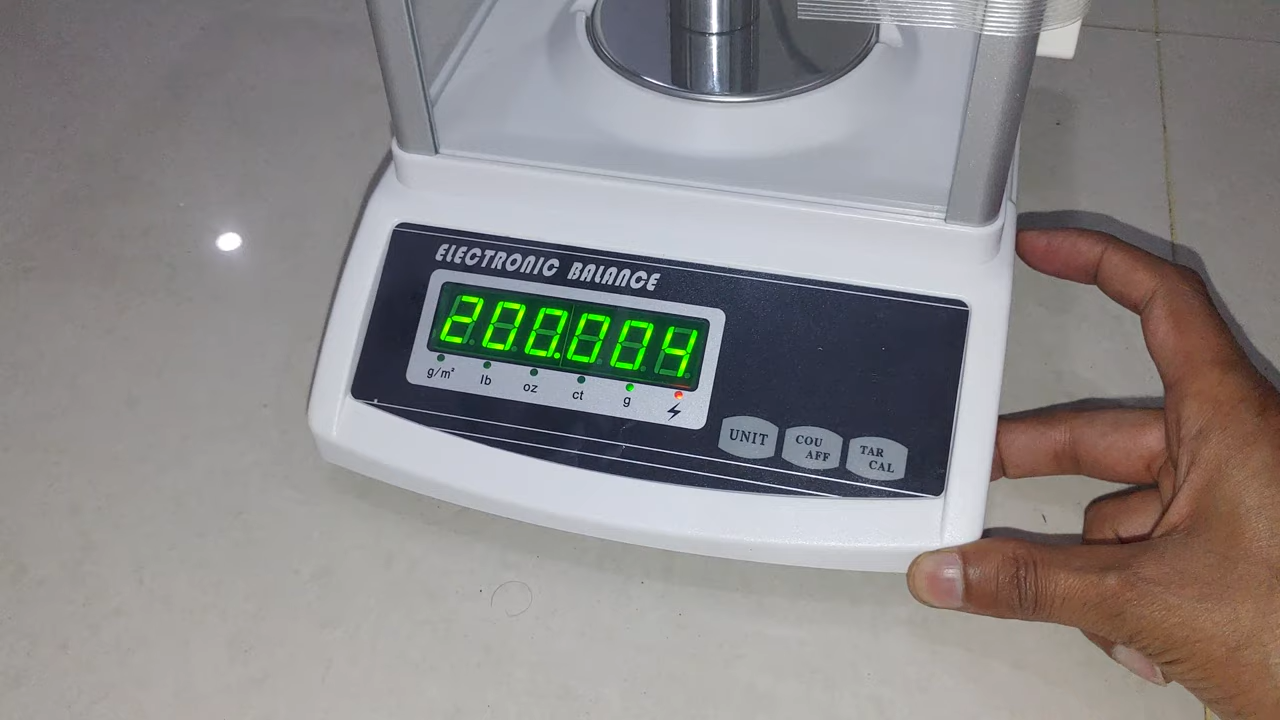 ELECTRONIC BALANCE
200.004
g/m² lb oz ct g
UNIT
COU
AFF
TAR
CAL